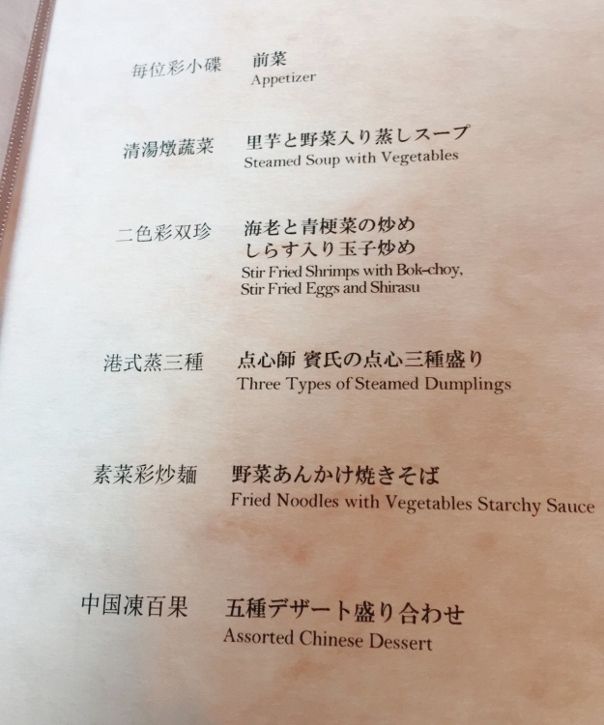 毎位彩小碟 前菜
Appetizer
清湯燉蔬菜 里芋と野菜入り蒸しスープ
Steamed Soup with Vegetables
二色彩双珍 海老と青梗菜の炒め
しらす入り玉子炒め
Stir Fried Shrimps with Bok-choy,
Stir Fried Eggs and Shirasu
港式蒸三種 点心師 賓氏の点心三種盛り
Three Types of Steamed Dumplings
素菜彩炒麺 野菜あんかけ焼きそば
Fried Noodles with Vegetables Starchy Sauce
中国凍百果 五種デザート盛り合わせ
Assorted Chinese Dessert